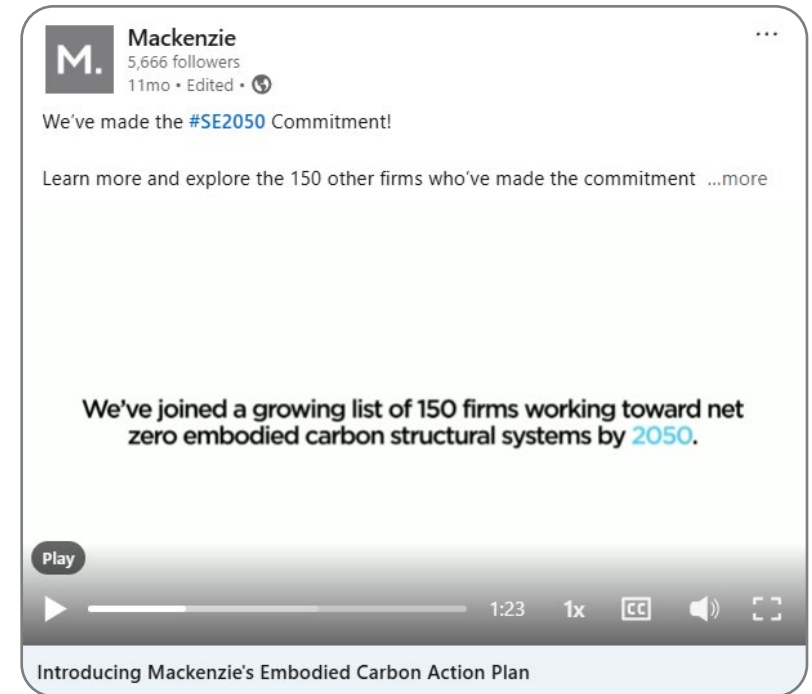 M.
Mackenzie
...
5,666 followers
11mo • Edited •
We've made the #SE2050 Commitment!
Learn more and explore the 150 other firms who've made the commitment ...more
We've joined a growing list of 150 firms working toward net
zero embodied carbon structural systems by 2050.
Play
1:23 1x CC
Introducing Mackenzie's Embodied Carbon Action Plan